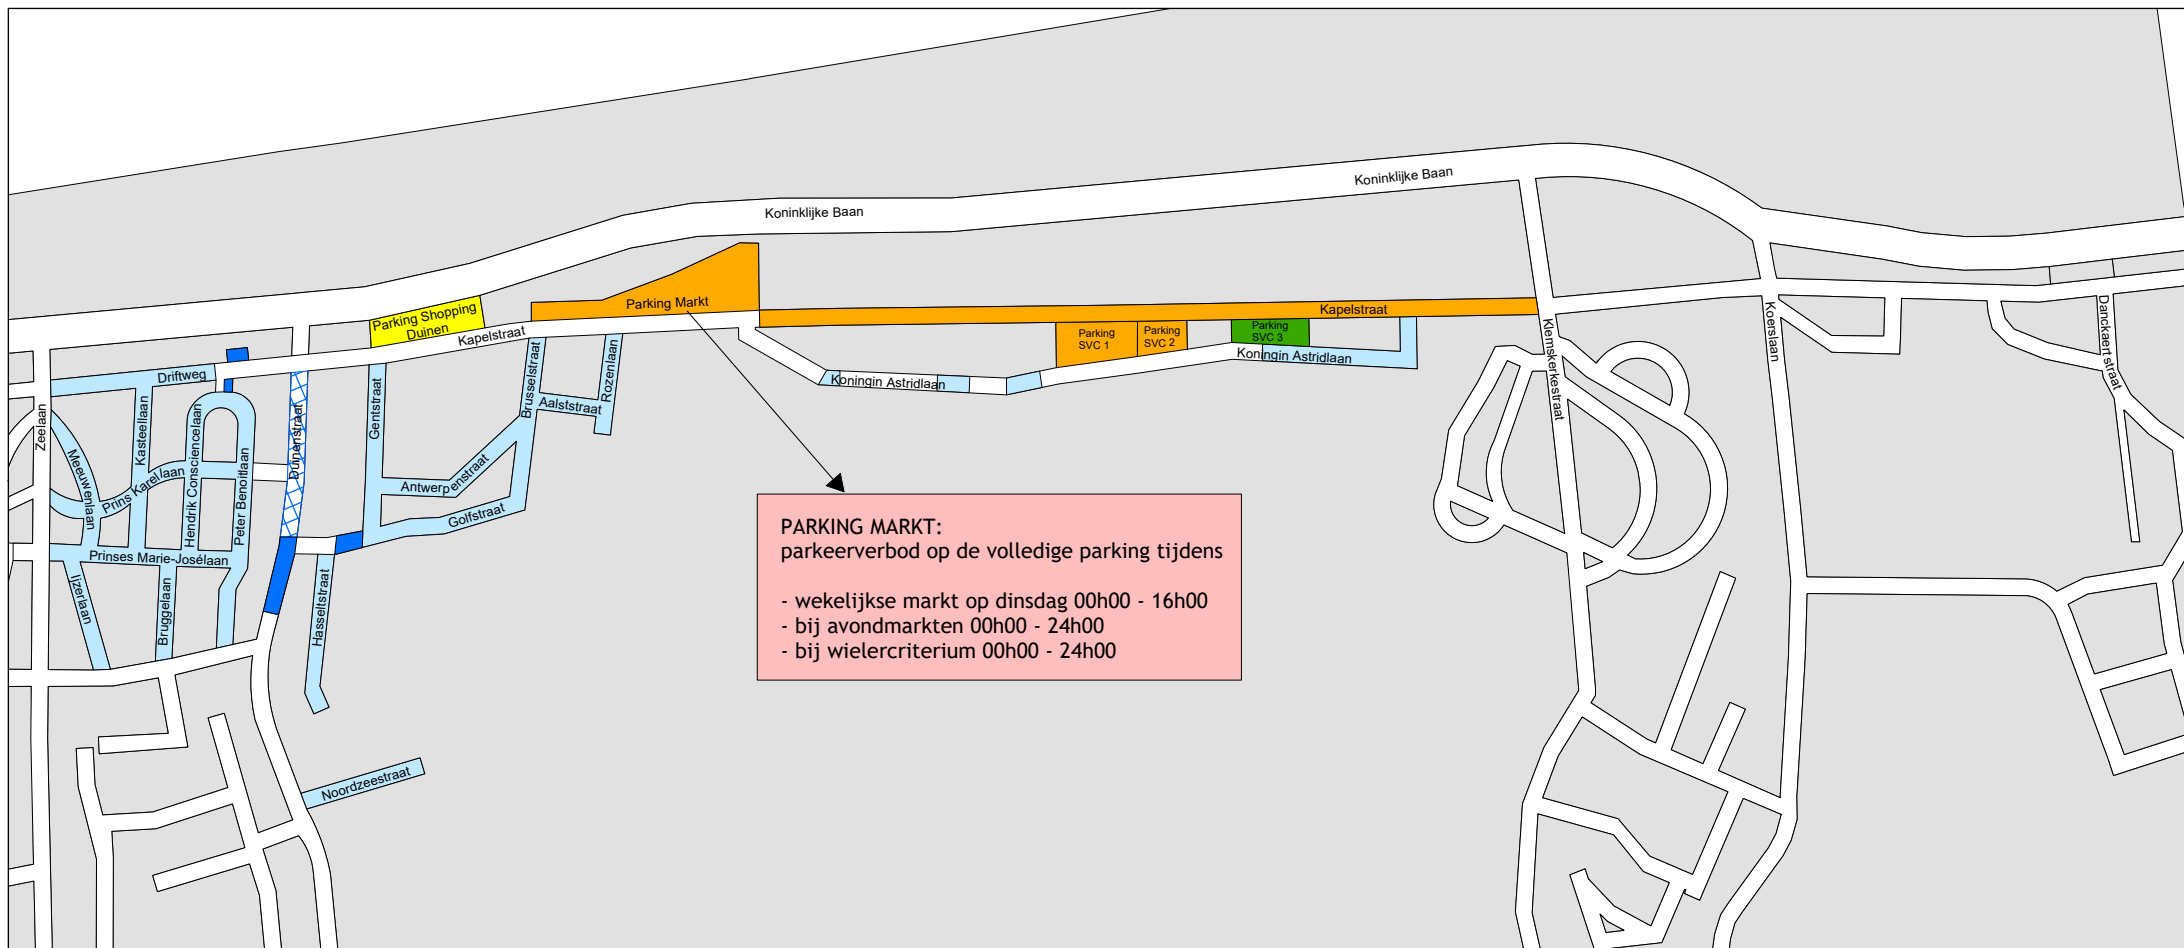 Koninklijke Baan
Koninklijke Baan
Parking Shopping
Duinen
Kapelstraat
Parking Markt
Kapelstraat
Parking
SVC 1
Parking
SVC 2
Parking
SVC 3
Koningin Astridlaan
Koningin Astridlaan
Driftweg
Zeelaan
Meeuwenlaan
Kasteellaan
Prins Karellaan
Hendrik Consciencelaan
Peter Benoitlaan
Duinenstraat
Gentstraat
Brusselstraat
Rozenlaan
Aalststraat
Antwerpenstraat
Golfstraat
Prinses Marie-Josélaan
Ijzerlaan
Bruggelaan
Hasseltstraat
Noordzeestraat
Klemskerkestraat
Koerslaan
Danckaertstraat
PARKING MARKT:
parkeerverbod op de volledige parking tijdens
- wekelijkse markt op dinsdag 00h00 - 16h00
- bij avondmarkten 00h00 - 24h00
- bij wielercriterium 00h00 - 24h00